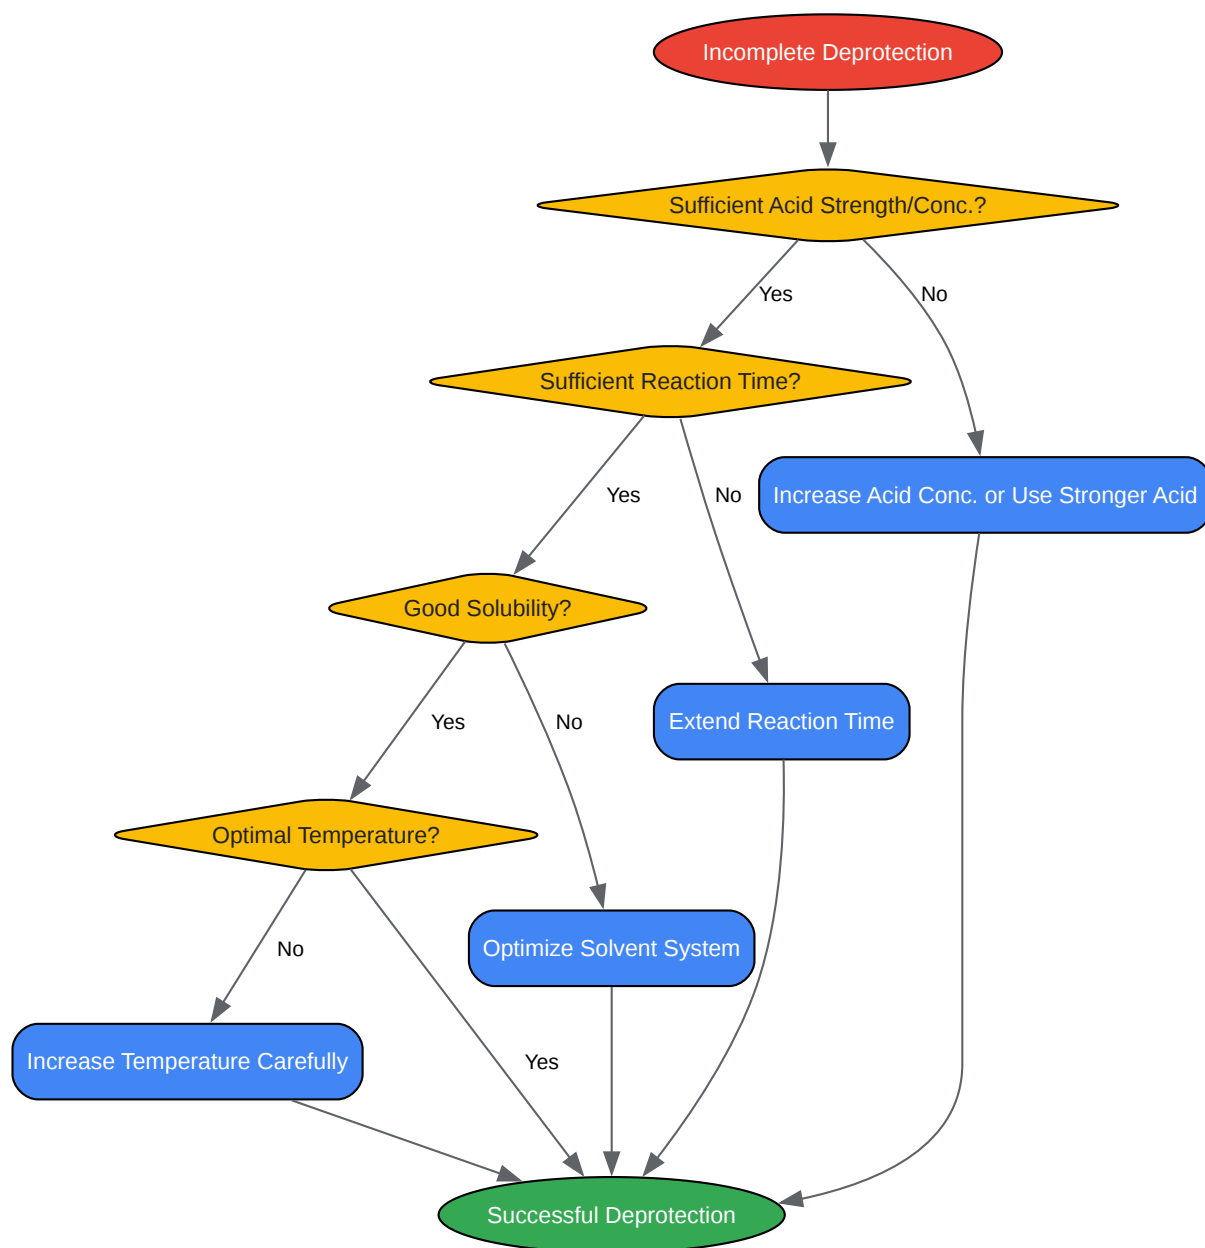 Incomplete Deprotection
Sufficient Acid Strength/Conc.?
Yes
No
Sufficient Reaction Time?
Yes
No
Increase Acid Conc. or Use Stronger Acid
Good Solubility?
Yes
No
Extend Reaction Time
Optimal Temperature?
No
Yes
Optimize Solvent System
Increase Temperature Carefully
Successful Deprotection